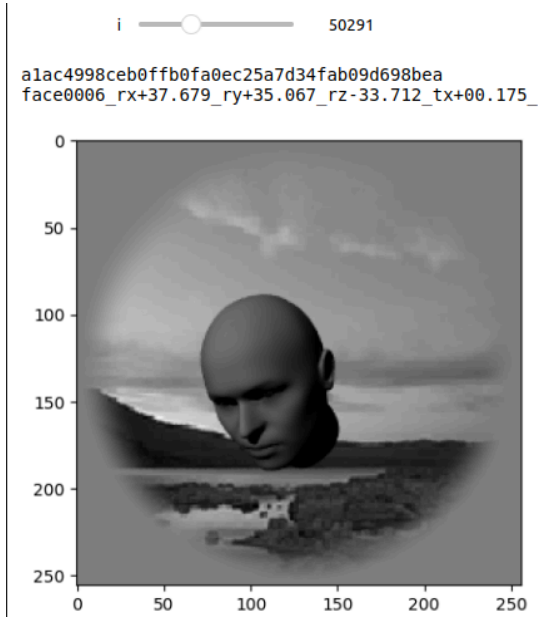 i 50291
a1ac4998ceb0ffb0fa0ec25a7d34fab09d698bea
face0006_rx+37.679_ry+35.067_rz-33.712_tx+00.175_
0
50
100
150
200
250
0 50 100 150 200 250